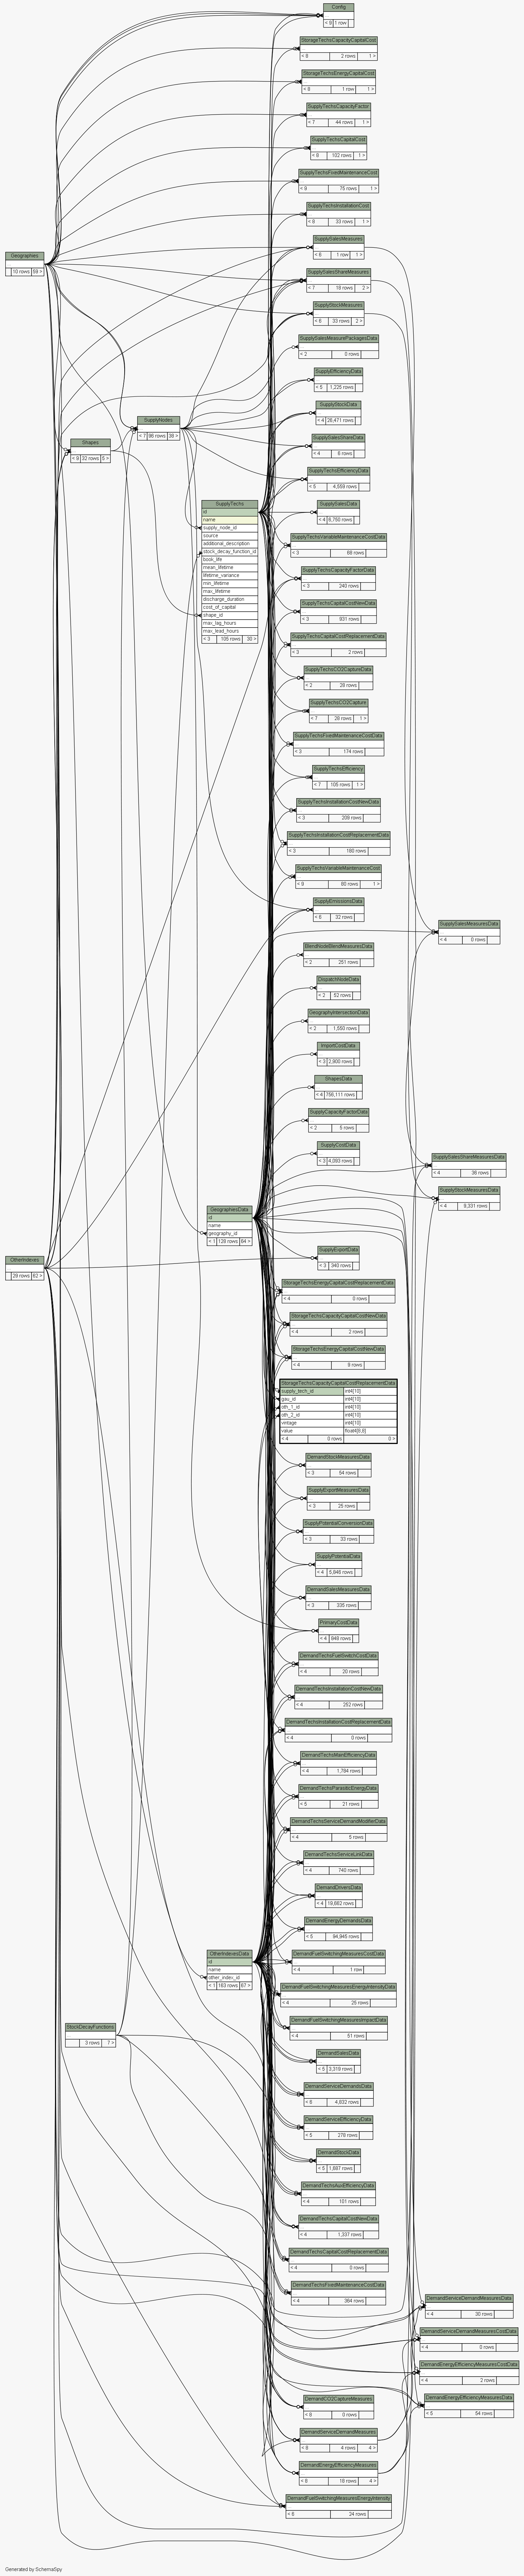 Config
< 9 1 row
StorageTechsCapacityCapitalCost
< 8 2 rows 1 >
StorageTechsEnergyCapitalCost
< 8 1 row 1 >
SupplyTechsCapacityFactor
< 7 44 rows 1 >
SupplyTechsCapitalCost
< 8 102 rows 1 >
SupplyTechsFixedMaintenanceCost
< 8 75 rows 1 >
SupplyTechsInstallationCost
< 8 33 rows 1 >
SupplySalesMeasures
< 6 1 row 1 >
Geographies
10 rows 69 >
SupplySalesShareMeasures
< 7 18 rows 2 >
SupplyStockMeasures
< 6 33 rows 2 >
SupplySalesMeasurePackagesData
< 2 0 rows
SupplyEfficiencyData
< 5 1,225 rows
SupplyStockData
< 4 26,471 rows
SupplyNodes
< 7 96 rows 38 >
SupplySalesShareData
< 4 6 rows
Shapes
< 9 32 rows 5 >
SupplyTechsEfficiencyData
< 5 4,559 rows
SupplyTechs
id
name
supply_node_id
source
additional_description
stock_decay_function_id
book_life
mean_lifetime
lifetime_variance
min_lifetime
max_lifetime
discharge_duration
cost_of_capital
shape_id
max_lag_hours
max_lead_hours
< 3 105 rows 30 >
SupplySalesData
< 4 6,750 rows
SupplyTechsVariableMaintenanceCostData
< 3 88 rows
SupplyTechsCapacityFactorData
< 3 243 rows
SupplyTechsCapitalCostNewData
< 3 831 rows
SupplyTechsCapitalCostReplacementData
< 3 2 rows
SupplyTechsCO2CaptureData
< 2 28 rows
SupplyTechsCO2Capture
< 7 28 rows 1 >
SupplyTechsFixedMaintenanceCostData
< 3 174 rows
SupplyTechsEfficiency
< 7 105 rows 1 >
SupplyTechsInstallationCostNewData
< 3 209 rows
SupplyTechsInstallationCostReplacementData
< 3 180 rows
SupplyTechsVariableMaintenanceCost
< 8 80 rows 1 >
SupplyEmissionsData
< 6 32 rows
SupplySalesMeasuresData
< 4 0 rows
BlendNodeBlendMeasuresData
< 2 251 rows
DispatchNodeData
< 2 52 rows
GeographyIntersectionData
< 2 1,550 rows
ImportCostData
< 3 2,900 rows
ShapesData
< 4 756,111 rows
SupplyCapacityFactorData
< 2 5 rows
SupplyCostData
< 3 4,093 rows
SupplySalesShareMeasuresData
< 4 36 rows
SupplyStockMeasuresData
< 4 8,331 rows
GeographiesData
id
name
geography_id
< 1 128 rows 64 >
OtherIndexes
29 rows 62 >
SupplyExportData
< 3 340 rows
StorageTechsEnergyCapitalCostReplacementData
< 4 0 rows
StorageTechsCapacityCapitalCostNewData
< 4 2 rows
StorageTechsEnergyCapitalCostNewData
< 4 8 rows
StorageTechsCapacityCapitalCostReplacementData
supply_tech_id int4[10]
gau_id int4[10]
oth_1_id int4[10]
oth_2_id int4[10]
vintage int4[10]
value float4[8,8]
< 4 0 rows 0 >
DemandStockMeasuresData
< 3 54 rows
SupplyExportMeasuresData
< 3 25 rows
SupplyPotentialConversionData
< 3 33 rows
SupplyPotentialData
< 4 5,846 rows
DemandSalesMeasuresData
< 3 335 rows
PrimaryCostData
< 4 848 rows
DemandTechsFuelSwitchCostData
< 4 20 rows
DemandTechsInstallationCostNewData
< 4 252 rows
DemandTechsInstallationCostReplacementData
< 4 0 rows
DemandTechsMainEfficiencyData
< 4 1,784 rows
DemandTechsParasiticEnergyData
< 5 21 rows
DemandTechsServiceDemandModifierData
< 4 5 rows
DemandTechsServiceLinkData
< 4 740 rows
DemandDriversData
< 4 19,662 rows
DemandEnergyDemandsData
< 5 94,945 rows
OtherIndexesData
id
name
other_index_id
< 1 163 rows 67 >
DemandFuelSwitchingMeasuresCostData
< 4 1 row
DemandFuelSwitchingMeasuresEnergyIntensityData
< 4 25 rows
DemandFuelSwitchingMeasuresImpactData
< 4 51 rows
StockDecayFunctions
3 rows 7 >
DemandSalesData
< 5 3,319 rows
DemandServiceDemandsData
< 6 4,832 rows
DemandServiceEfficiencyData
< 5 278 rows
DemandStockData
< 5 1,887 rows
DemandTechsAuxEfficiencyData
< 4 101 rows
DemandTechsCapitalCostNewData
< 4 1,337 rows
DemandTechsCapitalCostReplacementData
< 4 0 rows
DemandTechsFixedMaintenanceCostData
< 4 364 rows
DemandServiceDemandMeasuresData
< 4 30 rows
DemandServiceDemandMeasuresCostData
< 4 0 rows
DemandEnergyEfficiencyMeasuresCostData
< 4 2 rows
DemandEnergyEfficiencyMeasuresData
< 5 54 rows
DemandCO2CaptureMeasures
< 6 0 rows
DemandServiceDemandMeasures
< 8 4 rows 4 >
DemandEnergyEfficiencyMeasures
< 8 18 rows 4 >
DemandFuelSwitchingMeasuresEnergyIntensity
< 6 24 rows
Generated by SchemaSpy